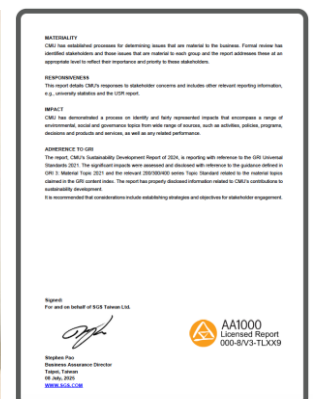 MATERIALITY
CMU has established processes for determining issues that are material to the business. Formal review has
identified stakeholders and those issues that are material to each group and the report addresses these at an
appropriate level to reflect their importance and priority to these stakeholders.
RESPONSIVENESS
This report details CMU's responses to stakeholder concerns and includes other relevant reporting information,
e.g., university statistics and the USR report.
IMPACT
CMU has demonstrated a process on identify and fairly represented impacts that encompass a range of
environmental, social and governance topics from wide range of sources, such as activities, policies, programs,
decisions and products and services, as well as any related performance.
ADHERENCE TO GRI
The report, CMU's Sustainability Development Report of 2024, is reporting with reference to the GRI Universal
Standards 2021. The significant impacts were assessed and disclosed with reference to the guidance defined in
GRI 3: Material Topic 2021 and the relevant 200/300/400 series Topic Standard related to the material topics
claimed in the GRI content index. The report has properly disclosed information related to CMU's contributions to
sustainability development.
It is recommended that considerations include establishing strategies and objectives for stakeholder engagement.
Signed:
For and on behalf of SGS Taiwan Ltd.
Stephen Pao
Business Assurance Director
Taipei, Taiwan
08 July, 2025
WWW.SGS.COM
AA1000
Licensed Report
000-8/V3-TLXX9